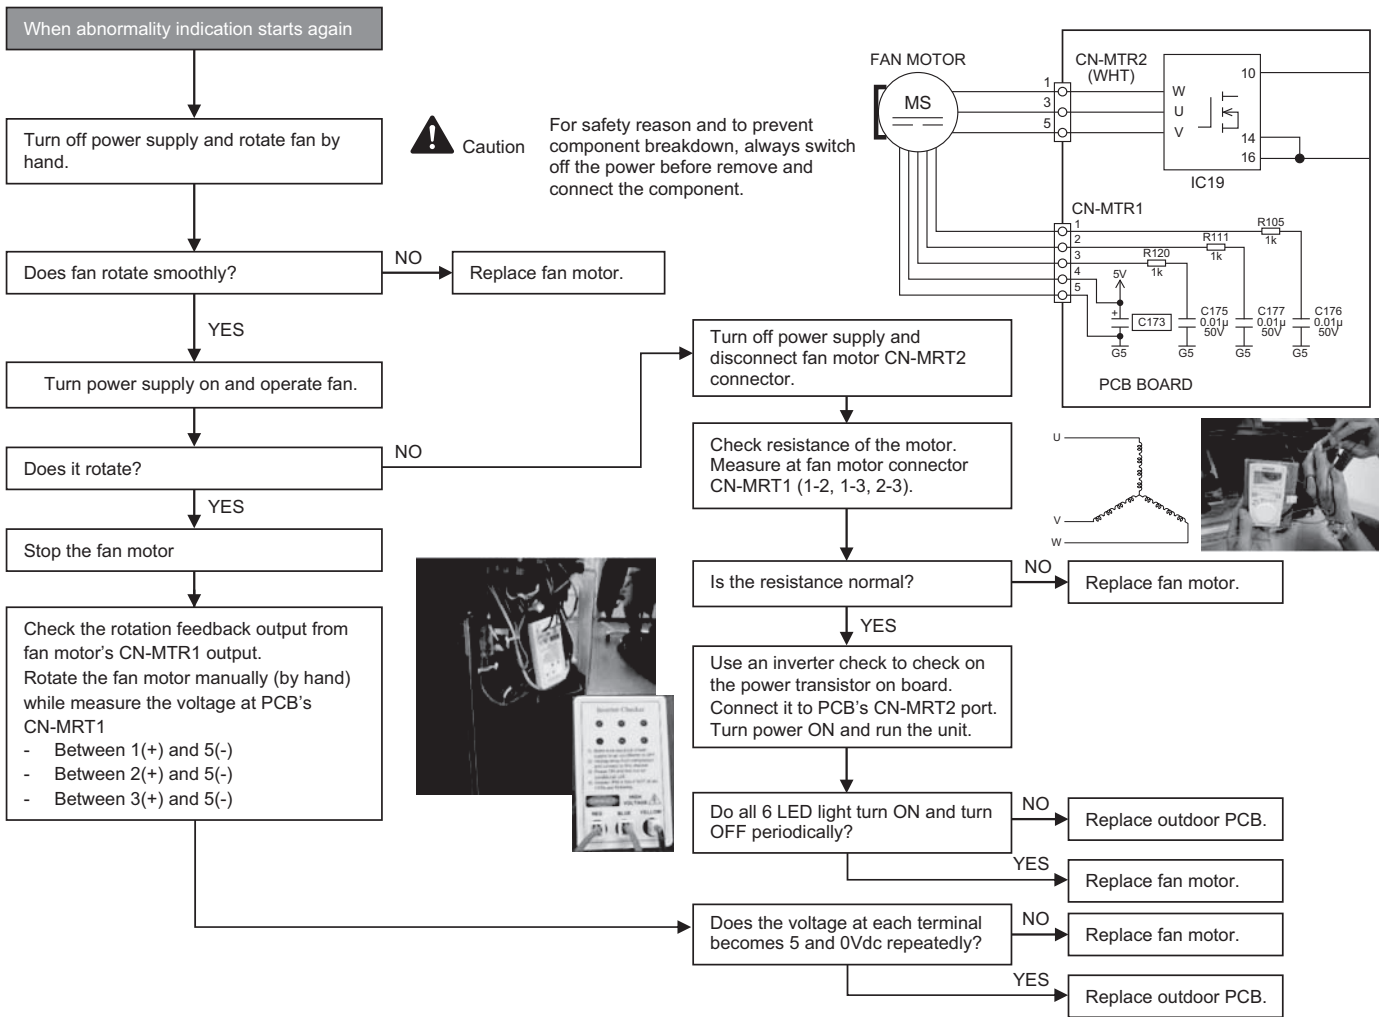 When abnormality indication starts again
Turn off power supply and rotate fan by
hand.
Caution
For safety reason and to prevent
component breakdown, always switch
off the power before remove and
connect the component.
Does fan rotate smoothly?
NO
Replace fan motor.
YES
Turn power supply on and operate fan.
Does it rotate?
NO
YES
Stop the fan motor
Check the rotation feedback output from
fan motor's CN-MTR1 output.
Rotate the fan motor manually (by hand)
while measure the voltage at PCB's
CN-MRT1
- Between 1(+) and 5(-)
- Between 2(+) and 5(-)
- Between 3(+) and 5(-)
Turn off power supply and
disconnect fan motor CN-MRT2
connector.
Check resistance of the motor.
Measure at fan motor connector
CN-MRT1 (1-2, 1-3, 2-3).
Is the resistance normal?
NO
Replace fan motor.
YES
Use an inverter check to check on
the power transistor on board.
Connect it to PCB's CN-MRT2 port.
Turn power ON and run the unit.
Do all 6 LED light turn ON and turn
OFF periodically?
NO
Replace outdoor PCB.
YES
Replace fan motor.
Does the voltage at each terminal
becomes 5 and 0Vdc repeatedly?
NO
Replace fan motor.
YES
Replace outdoor PCB.
FAN MOTOR
MS
CN-MTR2
(WHT)
1
3
5
W
U
V
10
14
16
IC19
CN-MTR1
1
2
3
4
5
R105
1k
R111
1k
R120
1k
5V
+
C173
G5
C175
0.01µ
50V
G5
C177
0.01µ
50V
G5
C176
0.01µ
50V
G5
PCB BOARD
U
V
W
Inverter Checker
HIGH
VOLTAGE
RED BLUE YELLOW